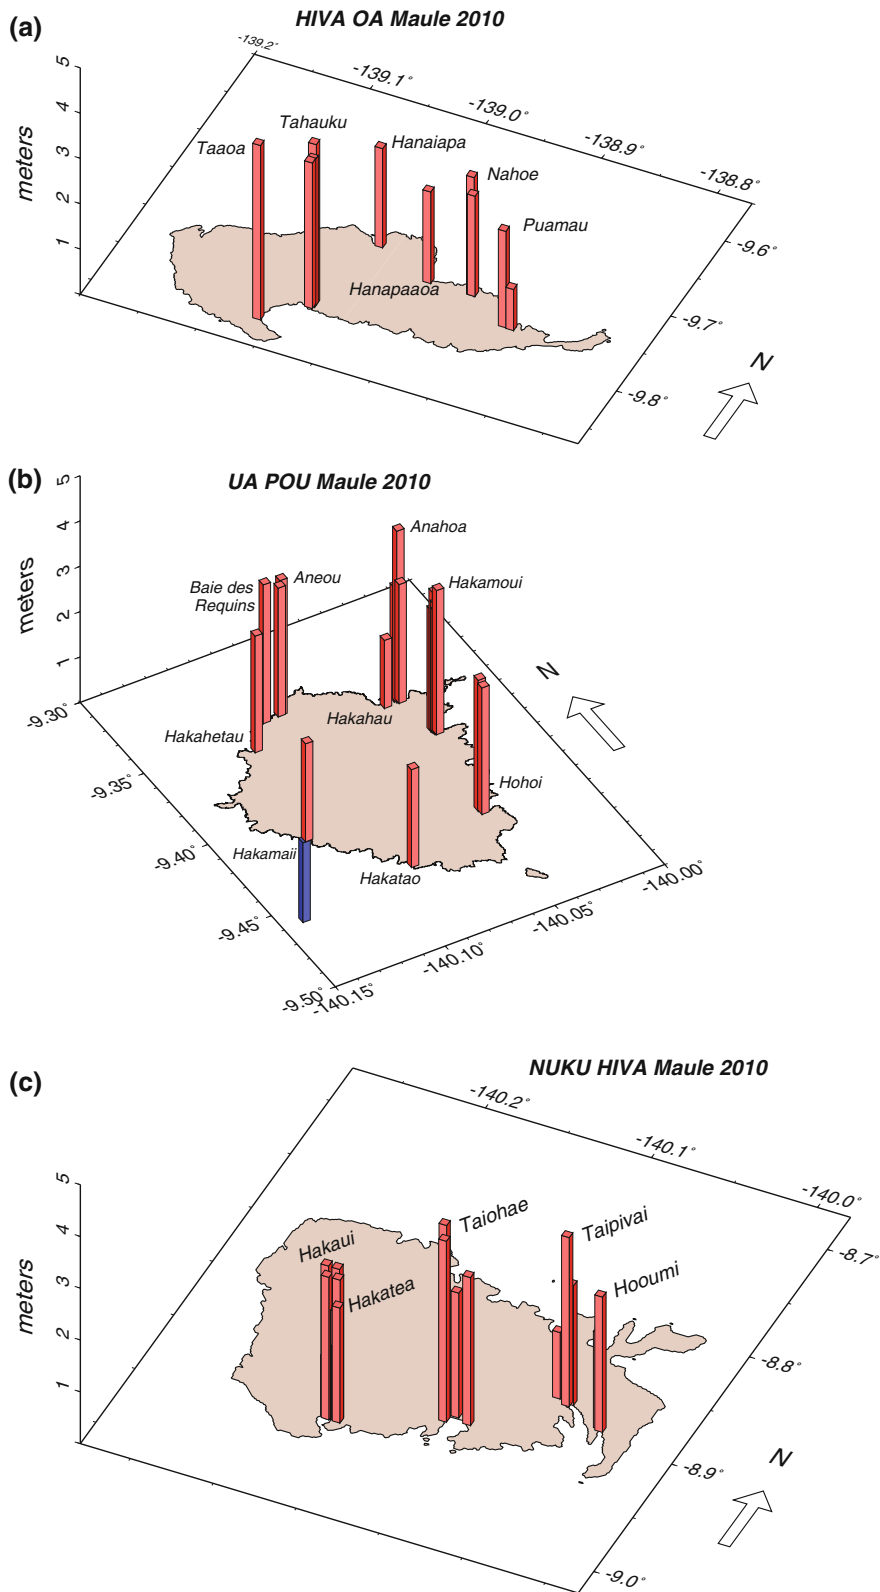 (a)
HIVA OA Maule 2010
-139.2°
-139.1°
-139.0°
-138.9°
-138.8°
5
4
3
2
1
meters
Tahauku
Taaoa
Hanaiapa
Nahoe
Puamau
Hanapaaoa
-9.6°
-9.7°
-9.8°
N
(b)
UA POU Maule 2010
5
4
3
2
1
meters
Anahoa
Baie des
Requins
Aneou
Hakamoui
N
Hakahau
Hakahetau
Hohoi
Hakamaii
Hakatao
-9.30°
-9.35°
-9.40°
-9.45°
-9.50°
-140.15°
-140.10°
-140.05°
-140.00°
(c)
NUKU HIVA Maule 2010
-140.2°
-140.1°
-140.0°
5
4
3
2
1
meters
Hakaui
Hakatea
Taiohae
Taipivai
Hooumi
-8.7°
-8.8°
-8.9°
-9.0°
N